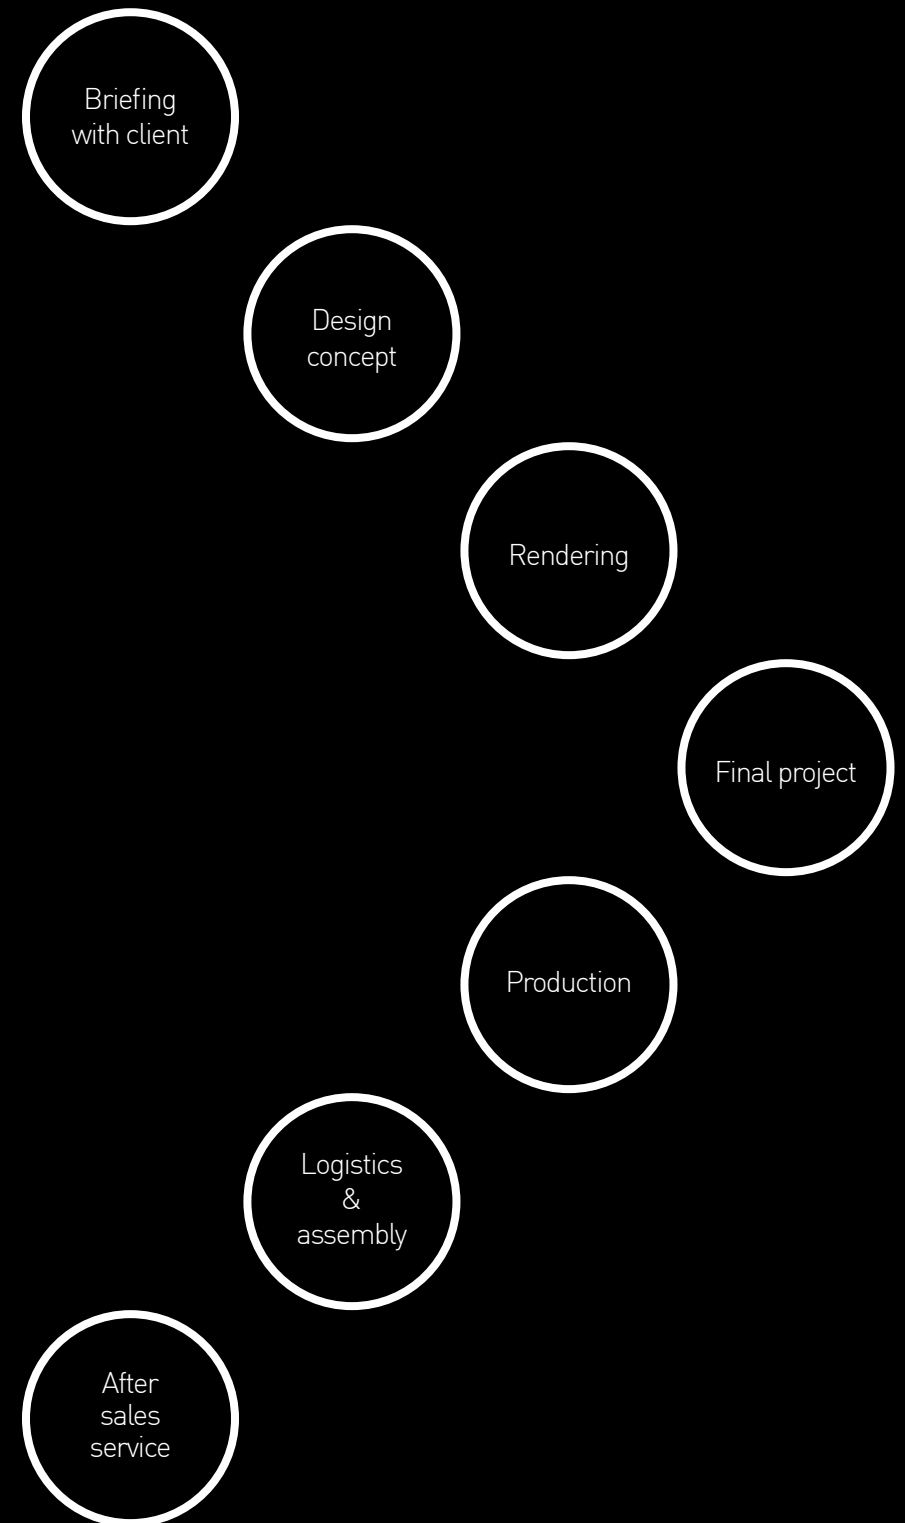 Briefing
with client
Design
concept
Rendering
Final project
Production
Logistics
&
assembly
After
sales
service